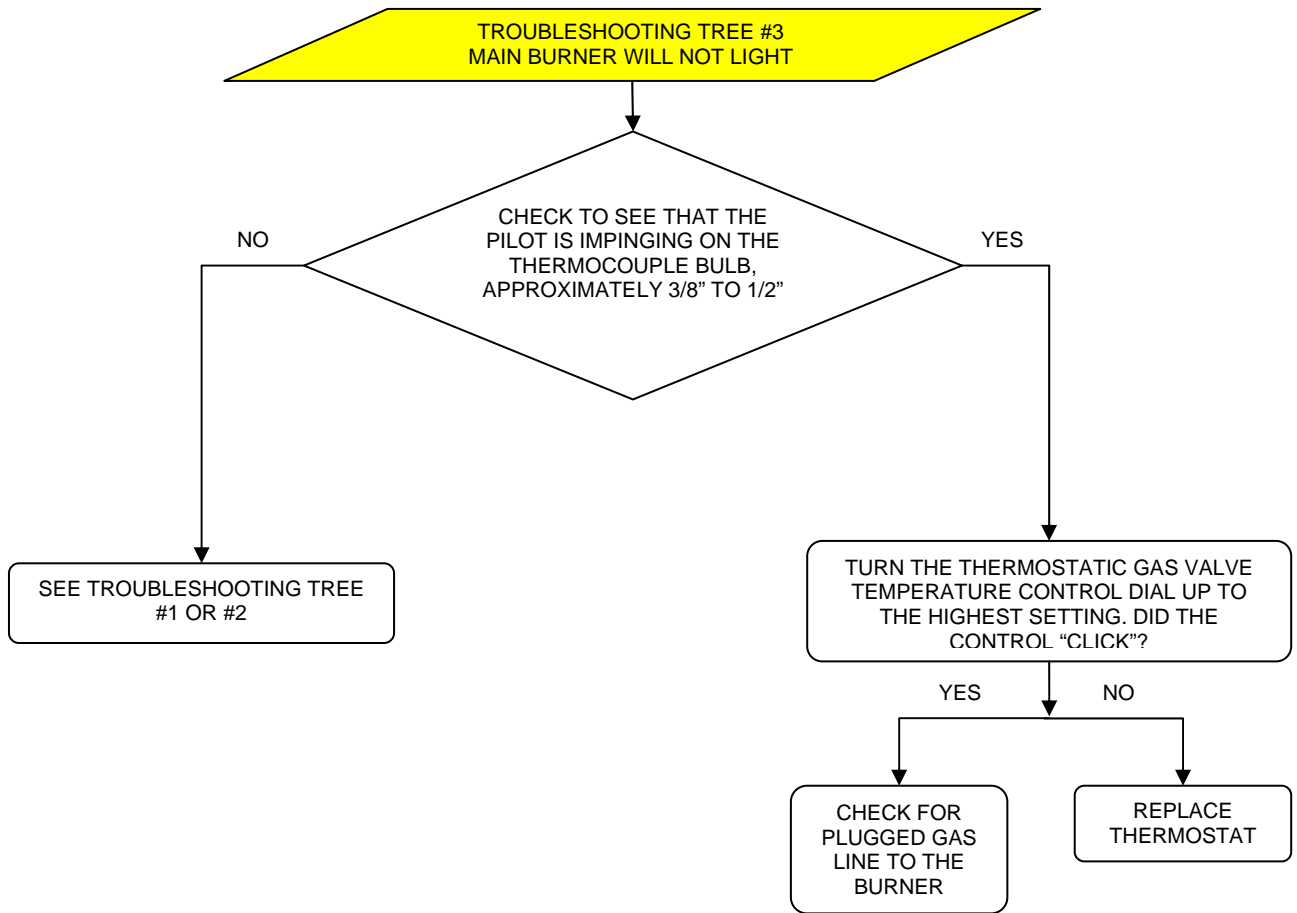 TROUBLESHOOTING TREE #3
MAIN BURNER WILL NOT LIGHT
CHECK TO SEE THAT THE
PILOT IS IMPINGING ON THE
THERMOCOUPLE BULB,
APPROXIMATELY 3/8” TO 1/2”
NO
YES
SEE TROUBLESHOOTING TREE
#1 OR #2
TURN THE THERMOSTATIC GAS VALVE
TEMPERATURE CONTROL DIAL UP TO
THE HIGHEST SETTING. DID THE
CONTROL “CLICK”?
YES
NO
CHECK FOR
PLUGGED GAS
LINE TO THE
BURNER
REPLACE
THERMOSTAT